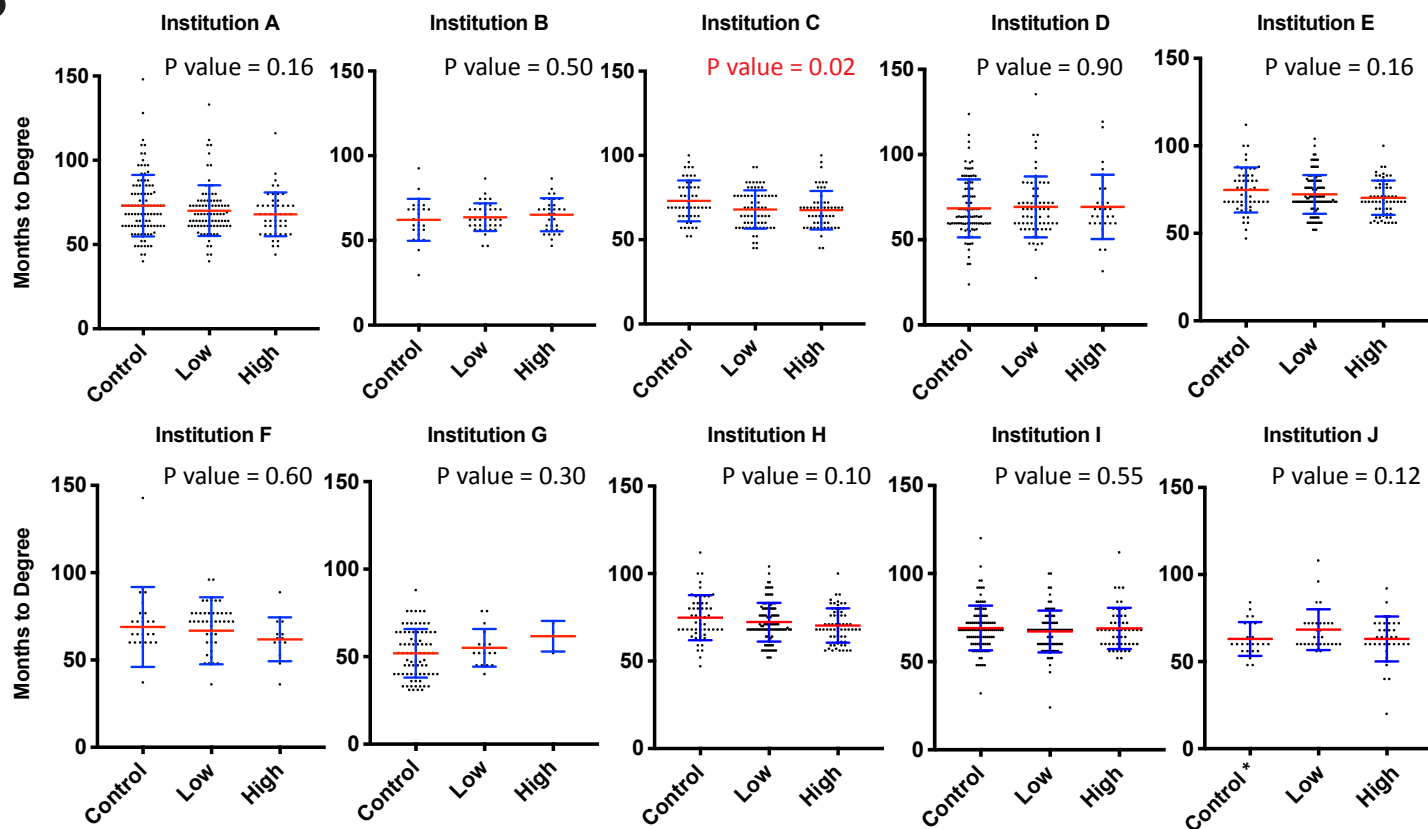 Institution A
P value = 0.16
Months to Degree
150
100
50
0
Control
Low
High
Institution B
P value = 0.50
150
100
50
0
Control
Low
High
Institution C
P value = 0.02
150
100
50
0
Control
Low
High
Institution D
P value = 0.90
150
100
50
0
Control
Low
High
Institution E
P value = 0.16
150
100
50
0
Control
Low
High
Institution F
P value = 0.60
Months to Degree
150
100
50
0
Control
Low
High
Institution G
P value = 0.30
150
100
50
0
Control
Low
High
Institution H
P value = 0.10
150
100
50
0
Control
Low
High
Institution I
P value = 0.55
150
100
50
0
Control
Low
High
Institution J
P value = 0.12
150
100
50
0
Control *
Low
High